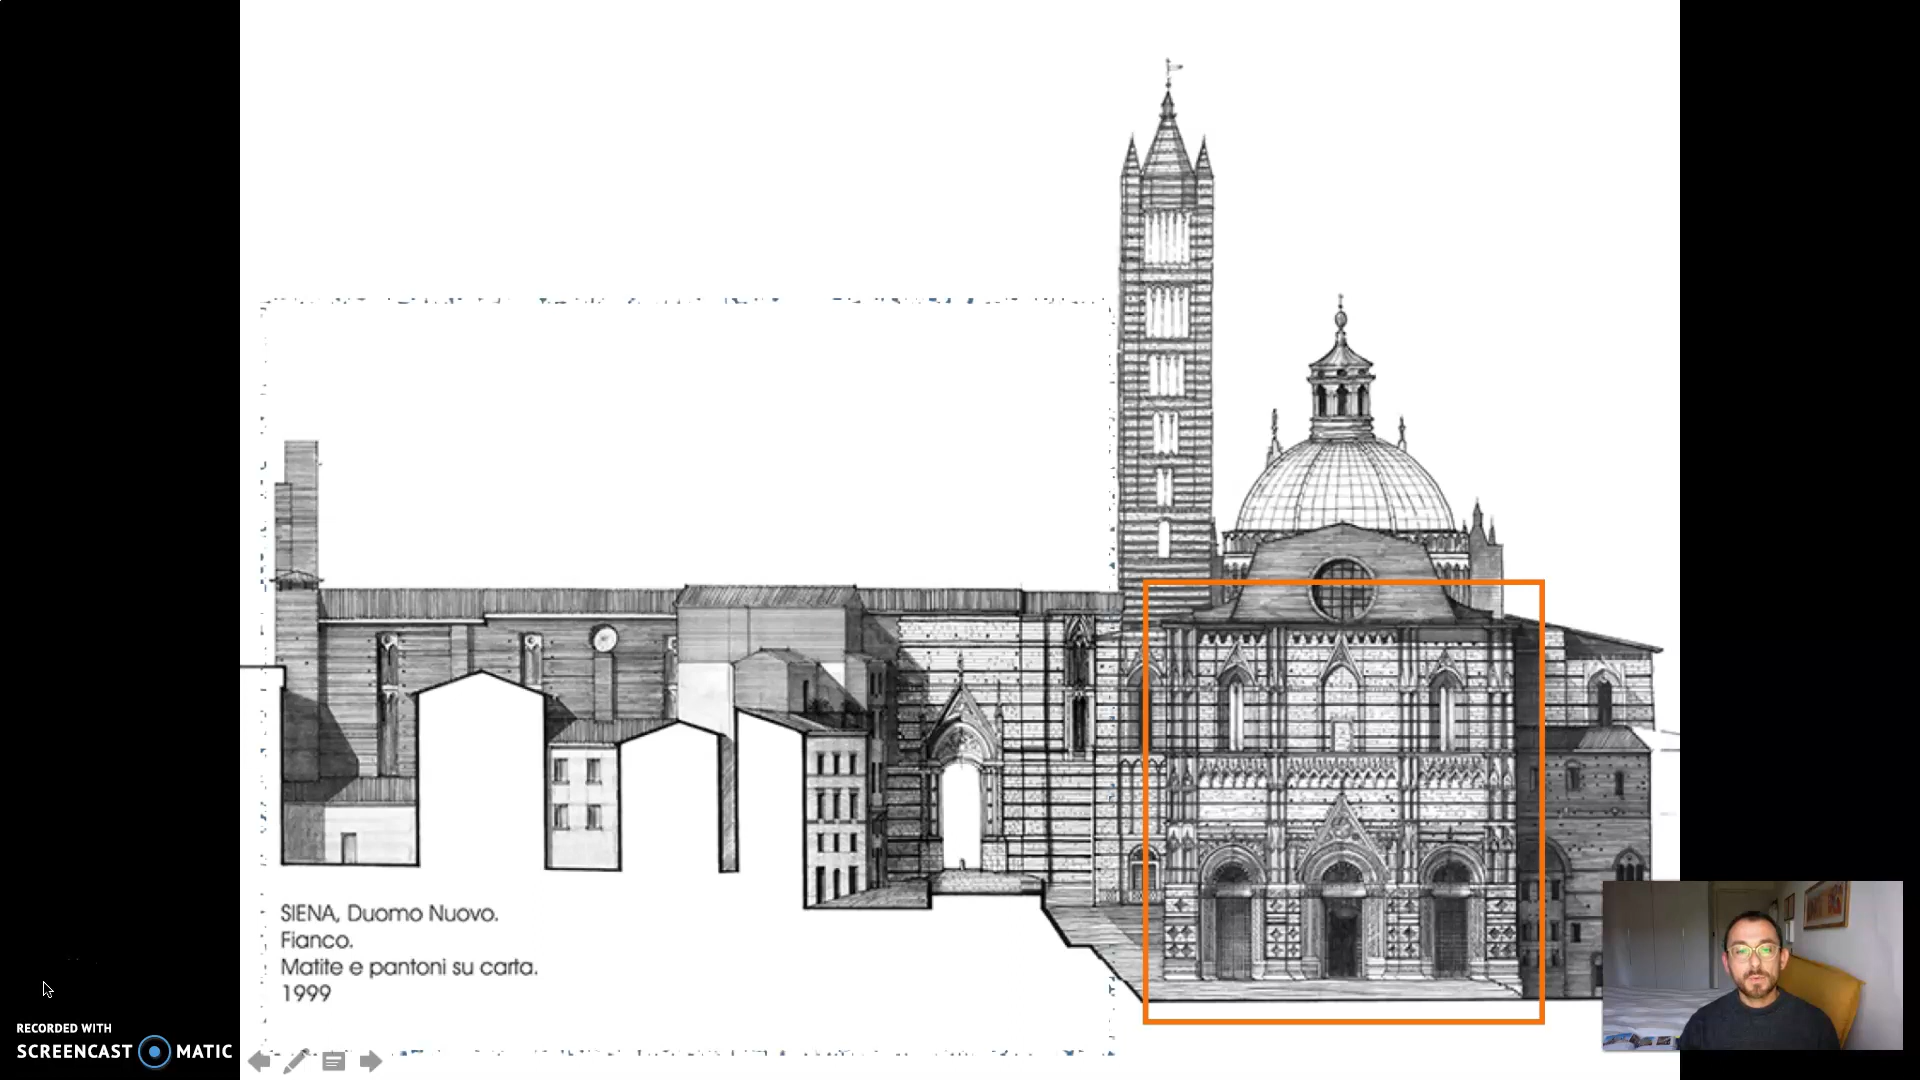 SIENA, Duomo Nuovo.
Fianco.
Matite e pantoni su carta.
1999
RECORDED WITH
SCREENCAST MATIC